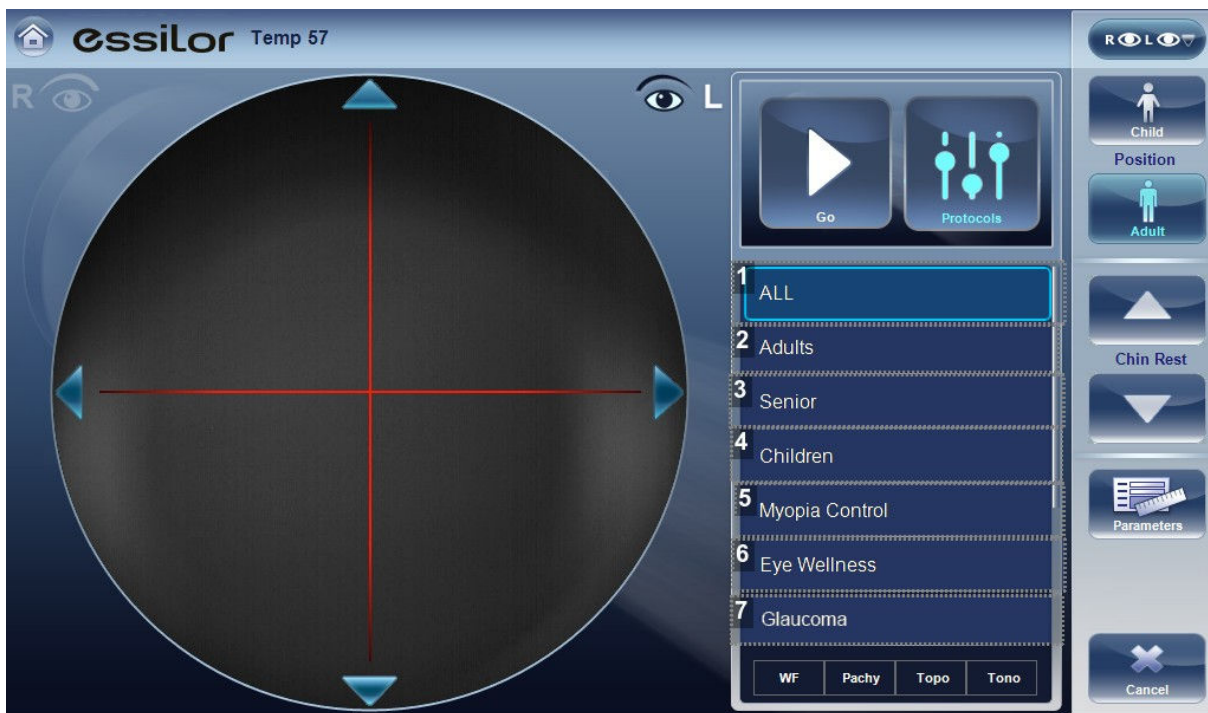 essilor Temp 57
R L
R L
Go
Protocols
1 ALL
2 Adults
3 Senior
4 Children
5 Myopia Control
6 Eye Wellness
7 Glaucoma
WF Pachy Topo Tono
Child
Position
Adult
Chin Rest
Parameters
Cancel